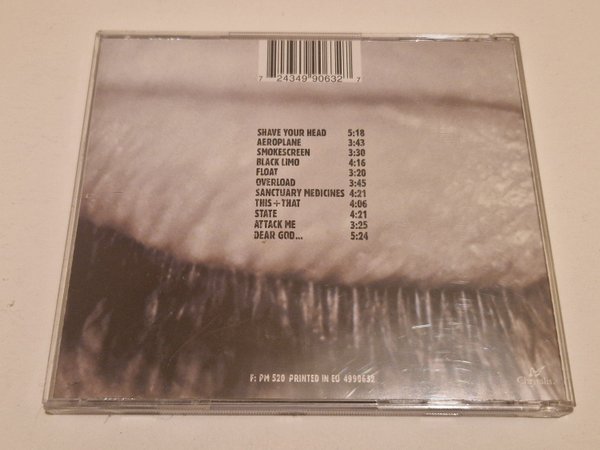 7 24349 90632 7
SHAVE YOUR HEAD 5:18
AEROPLANE 3:43
SMOKESCREEN 3:30
BLACK LIMO 4:16
FLOAT 3:20
OVERLOAD 3:45
SANCTUARY MEDICINES 4:21
THIS + THAT 4:06
STATE 4:21
ATTACK ME 3:25
DEAR GOD... 5:24
F: PM 520 PRINTED IN EU 4990632
Chrysalis